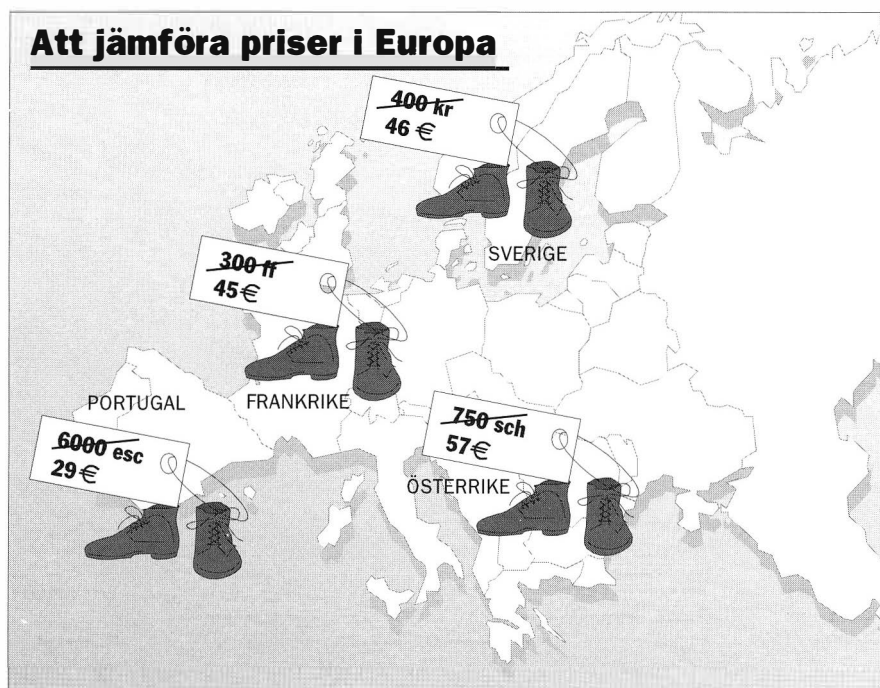 Att jämföra priser i Europa
400 kr
46 €
SVERIGE
300 ff
45 €
FRANKRIKE
PORTUGAL
6000 esc
29 €
750 sch
57 €
ÖSTERRIKE